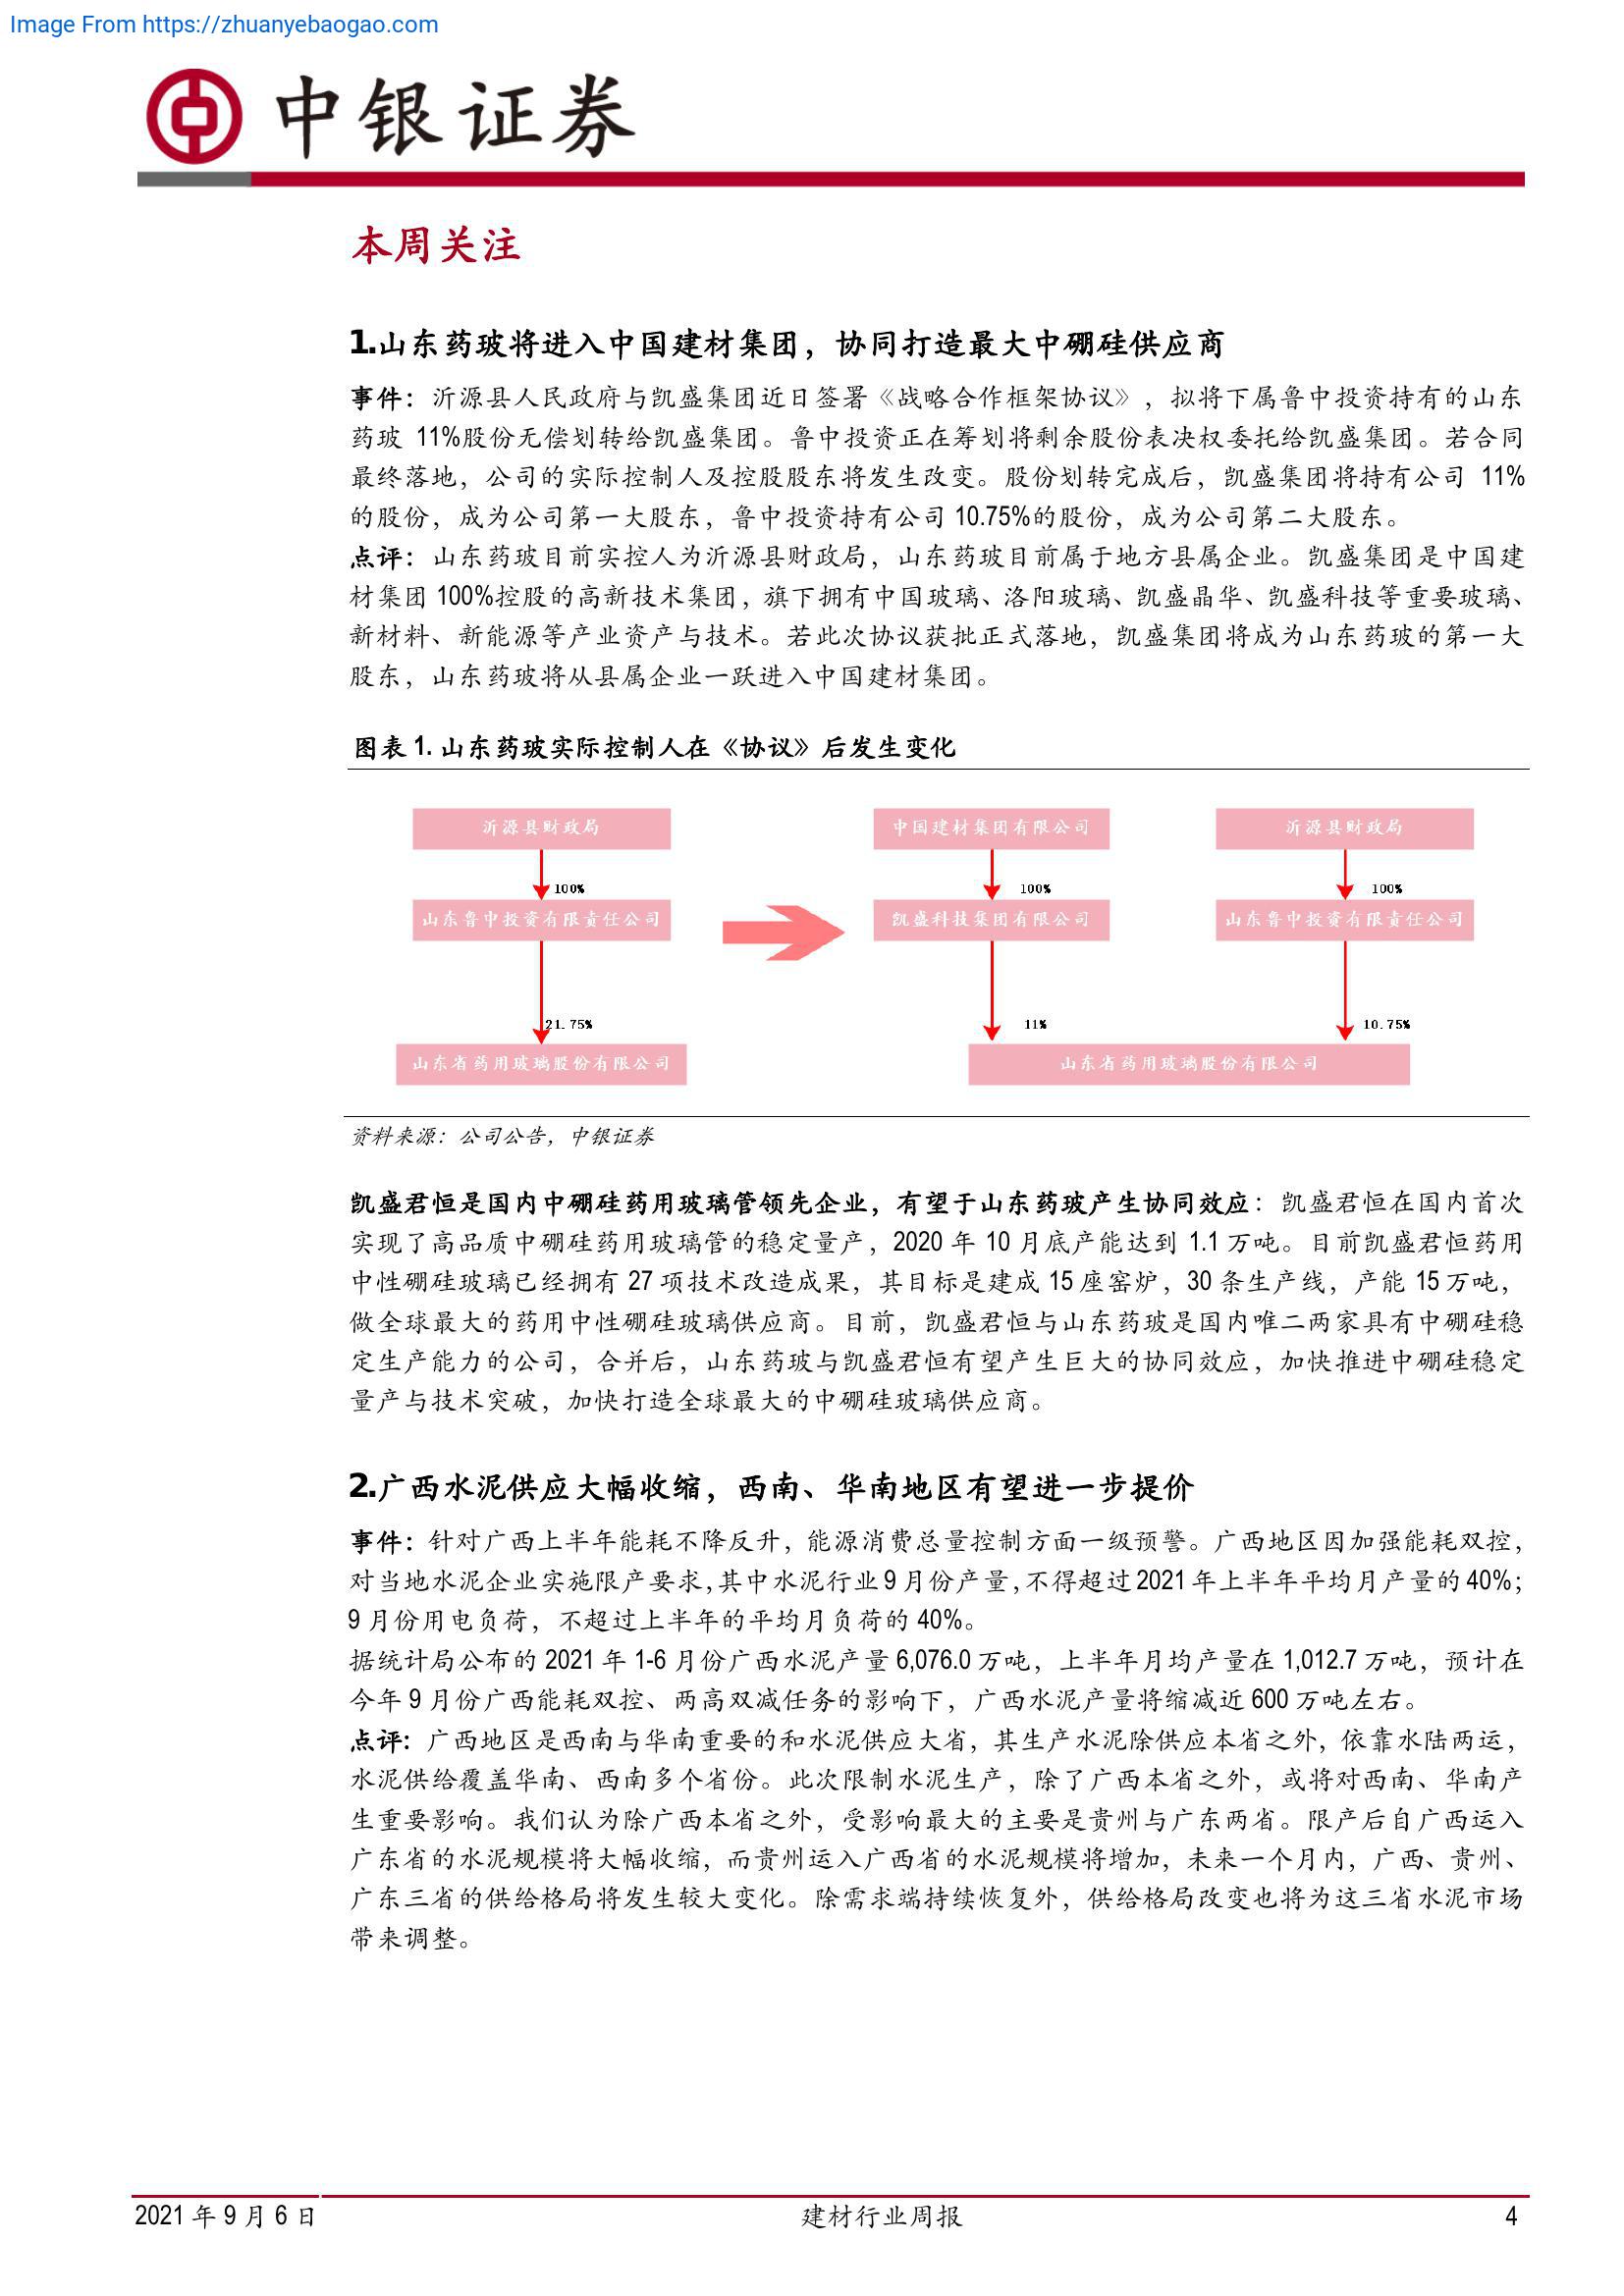 Image From https://zhuanyebaogao.com
中银证券
本周关注
1.山东药玻将进入中国建材集团，协同打造最大中硼硅供应商
事件：沂源县人民政府与凯盛集团近日签署《战略合作框架协议》，拟将下属鲁中投资持有的山东
药玻 11%股份无偿划转给凯盛集团。鲁中投资正在筹划将剩余股份表决权委托给凯盛集团。若合同
最终落地，公司的实际控制人及控股股东将发生改变。股份划转完成后，凯盛集团将持有公司 11%
的股份，成为公司第一大股东，鲁中投资持有公司 10.75%的股份，成为公司第二大股东。
点评：山东药玻目前实控人为沂源县财政局，山东药玻目前属于地方县属企业。凯盛集团是中国建
材集团 100%控股的高新技术集团，旗下拥有中国玻璃、洛阳玻璃、凯盛晶华、凯盛科技等重要玻璃、
新材料、新能源等产业资产与技术。若此次协议获批正式落地，凯盛集团将成为山东药玻的第一大
股东，山东药玻将从县属企业一跃进入中国建材集团。
图表 1. 山东药玻实际控制人在《协议》后发生变化
沂源县财政局 中国建材集团有限公司 沂源县财政局
100% 100% 100%
山东鲁中投资有限责任公司 凯盛科技集团有限公司 山东鲁中投资有限责任公司
21.75% 11% 10.75%
山东省药用玻璃股份有限公司 山东省药用玻璃股份有限公司
资料来源：公司公告，中银证券
凯盛君恒是国内中硼硅药用玻璃管领先企业，有望于山东药玻产生协同效应：凯盛君恒在国内首次
实现了高品质中硼硅药用玻璃管的稳定量产，2020 年 10 月底产能达到 1.1 万吨。目前凯盛君恒药用
中性硼硅玻璃已经拥有 27 项技术改造成果，其目标是建成 15 座窑炉，30 条生产线，产能 15 万吨，
做全球最大的药用中性硼硅玻璃供应商。目前，凯盛君恒与山东药玻是国内唯二两家具有中硼硅稳
定生产能力的公司，合并后，山东药玻与凯盛君恒有望产生巨大的协同效应，加快推进中硼硅稳定
量产与技术突破，加快打造全球最大的中硼硅玻璃供应商。
2.广西水泥供应大幅收缩，西南、华南地区有望进一步提价
事件：针对广西上半年能耗不降反升，能源消费总量控制方面一级预警。广西地区因加强能耗双控，
对当地水泥企业实施限产要求，其中水泥行业 9 月份产量，不得超过 2021 年上半年平均月产量的 40%；
9 月份用电负荷，不超过上半年的平均月负荷的 40%。
据统计局公布的 2021 年 1-6 月份广西水泥产量 6,076.0 万吨，上半年月均产量在 1,012.7 万吨，预计在
今年 9 月份广西能耗双控、两高双减任务的影响下，广西水泥产量将缩减近 600 万吨左右。
点评：广西地区是西南与华南重要的和水泥供应大省，其生产水泥除供应本省之外，依靠水陆两运，
水泥供给覆盖华南、西南多个省份。此次限制水泥生产，除了广西本省之外，或将对西南、华南产
生重要影响。我们认为除广西本省之外，受影响最大的主要是贵州与广东两省。限产后自广西运入
广东省的水泥规模将大幅收缩，而贵州运入广西省的水泥规模将增加，未来一个月内，广西、贵州、
广东三省的供给格局将发生较大变化。除需求端持续恢复外，供给格局改变也将为这三省水泥市场
带来调整。
2021 年 9 月 6 日 建材行业周报 4